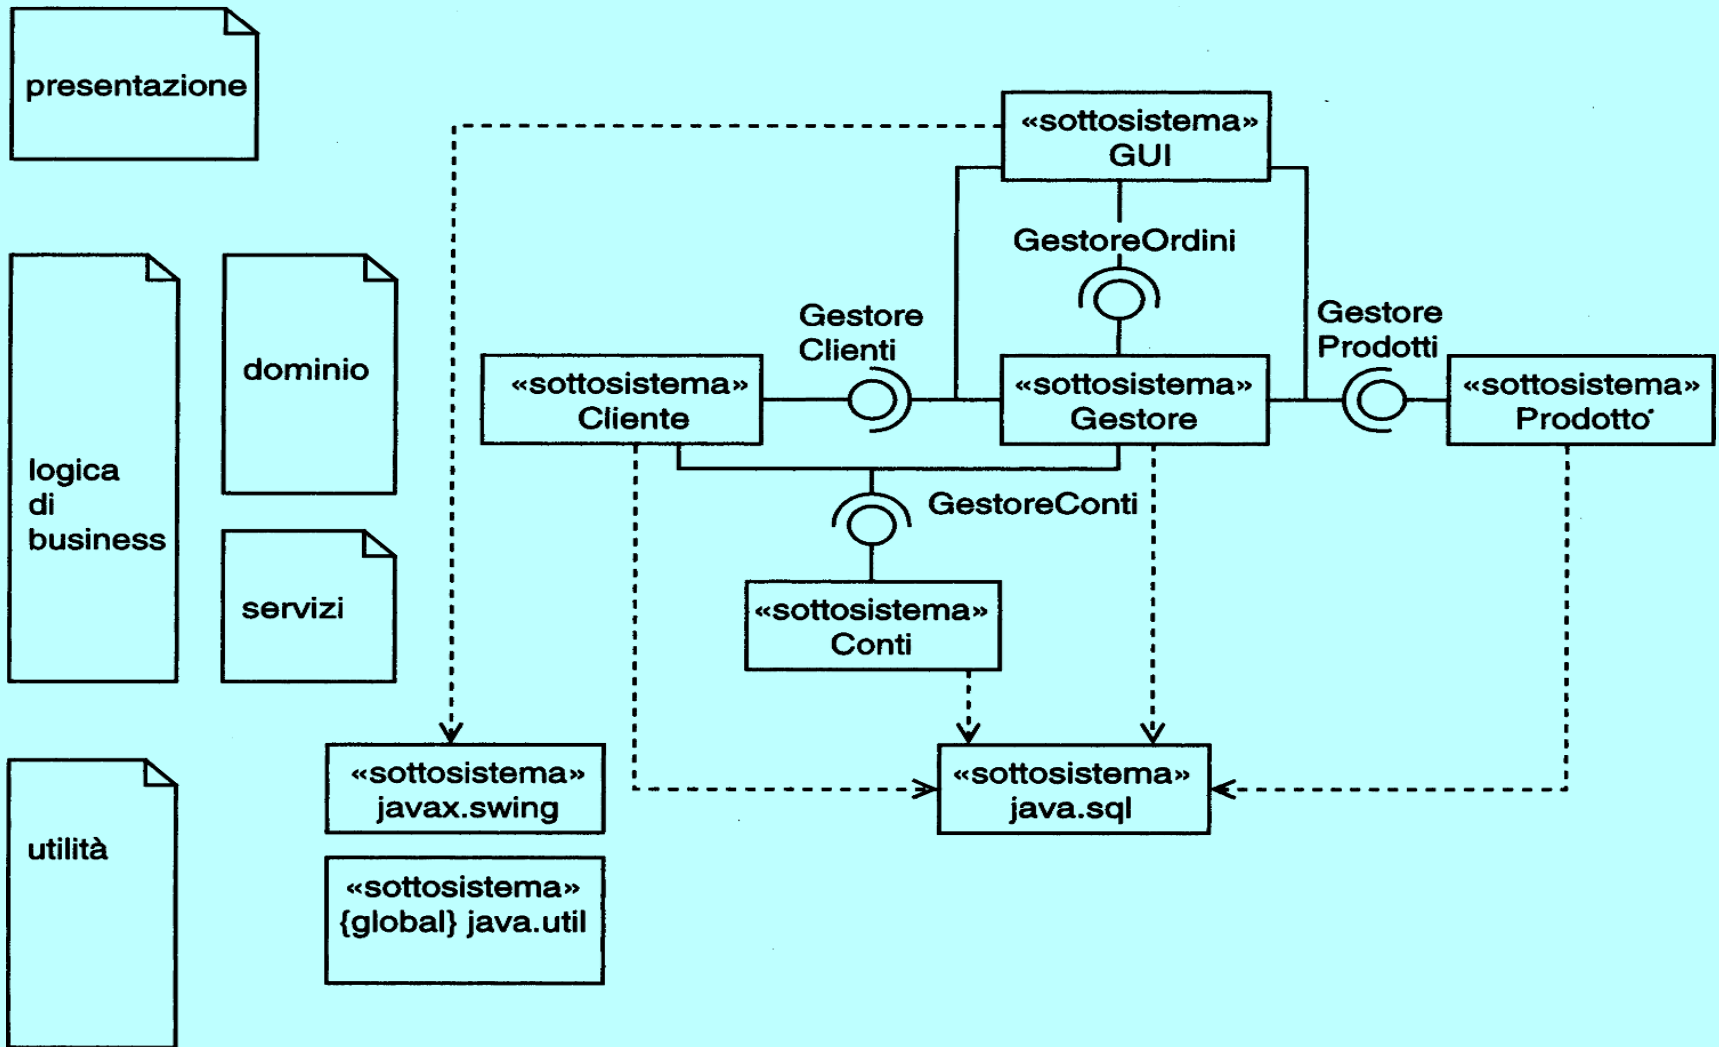 presentazione
«sottosistema»
GUI
GestoreOrdini
Gestore
Clienti
Gestore
Prodotti
dominio
«sottosistema»
Cliente
«sottosistema»
Gestore
«sottosistema»
Prodotto
logica
di
business
GestoreConti
servizi
«sottosistema»
Conti
«sottosistema»
javax.swing
«sottosistema»
java.sql
utilità
«sottosistema»
{global} java.util